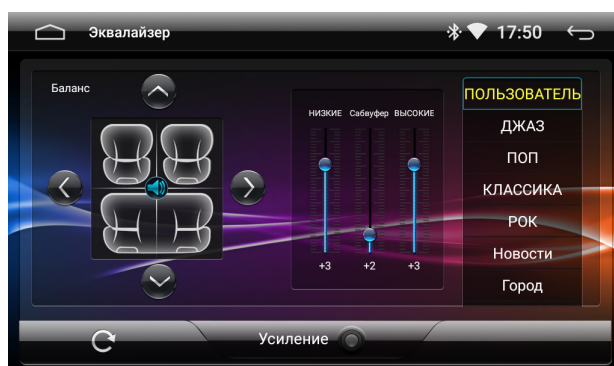 Эквалайзер
17:50
Баланс
НИЗКИЕ Сабвуфер ВЫСОКИЕ
+3 +2 +3
ПОЛЬЗОВАТЕЛЬ
ДЖАЗ
ПОП
КЛАССИКА
РОК
Новости
Город
Усиление